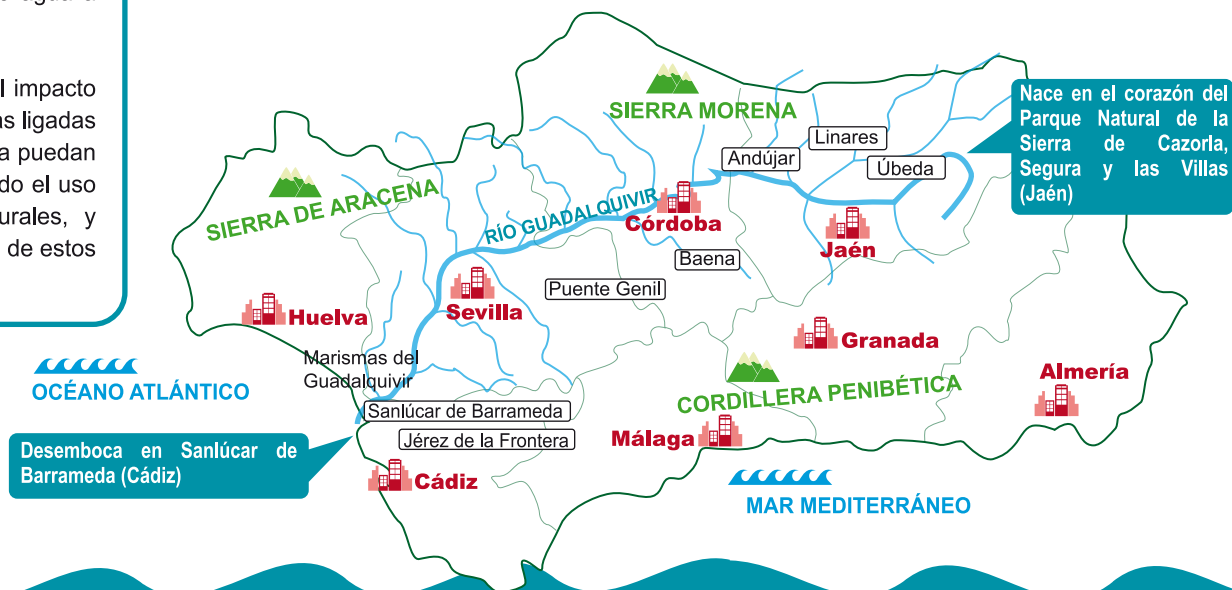 l impacto
as ligadas
a puedan
do el uso
urales, y
de estos
SIERRA MORENA
SIERRA DE ARACENA
RÍO GUADALQUIVIR
Linares
Andújar
Úbeda
Córdoba
Jaén
Baena
Puente Genil
Sevilla
Huelva
Granada
Almería
Marismas del
Guadalquivir
CORDILLERA PENIBÉTICA
Sanlúcar de Barrameda
Jérez de la Frontera
Málaga
Cádiz
OCÉANO ATLÁNTICO
MAR MEDITERRÁNEO
Nace en el corazón del
Parque Natural de la
Sierra de Cazorla,
Segura y las Villas
(Jaén)
Desemboca en Sanlúcar de
Barrameda (Cádiz)